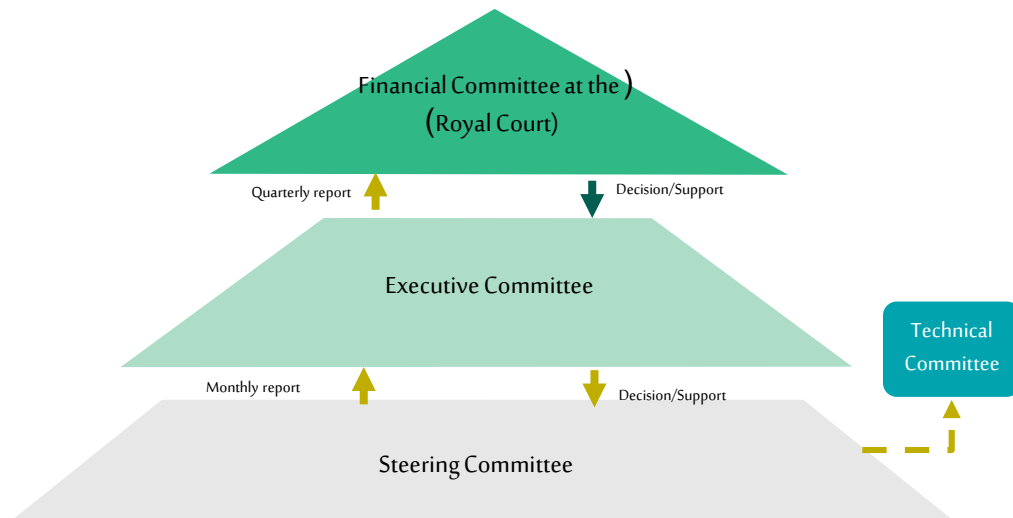 Financial Committee at the )
(Royal Court)
Quarterly report
Decision/Support
Executive Committee
Technical
Committee
Monthly report
Decision/Support
Steering Committee